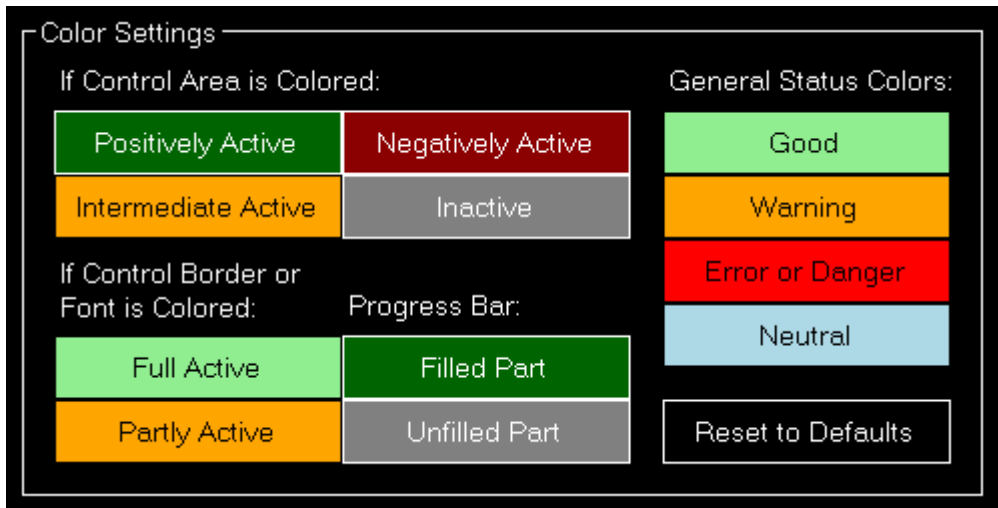 Color Settings
If Control Area is Colored:
Positively Active
Negatively Active
Intermediate Active
Inactive
If Control Border or
Font is Colored:
Full Active
Partly Active
Progress Bar:
Filled Part
Unfilled Part
General Status Colors:
Good
Warning
Error or Danger
Neutral
Reset to Defaults